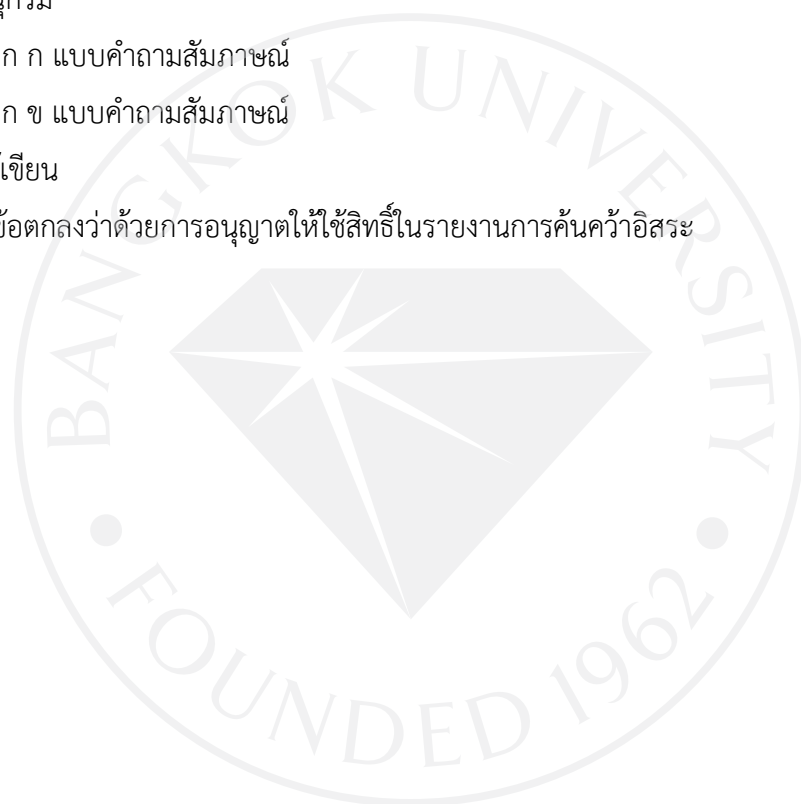 ก ก แบบคำถามสัมภาษณ์
ก ข แบบคำถามสัมภาษณ์
เขียน
ข้อตกลงว่าด้วยการอนุญาตให้ใช้สิทธิ์ในรายงานการค้นคว้าอิสระ
BANGKOK UNIVERSITY
FOUNDED 1962